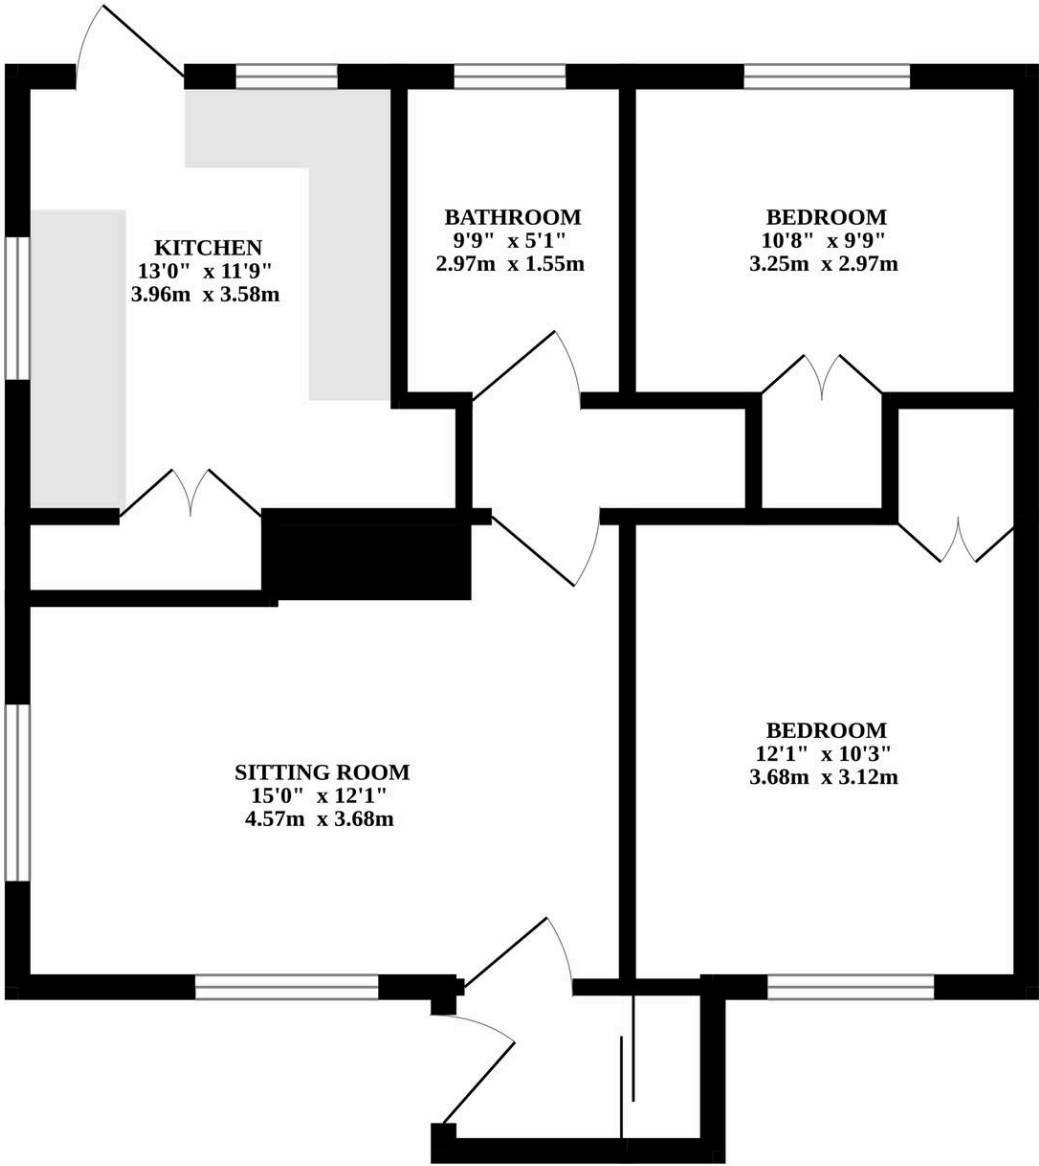 KITCHEN
13'0" x 11'9"
3.96m x 3.58m
BATHROOM
9'9" x 5'1"
2.97m x 1.55m
BEDROOM
10'8" x 9'9"
3.25m x 2.97m
SITTING ROOM
15'0" x 12'1"
4.57m x 3.68m
BEDROOM
12'1" x 10'3"
3.68m x 3.12m